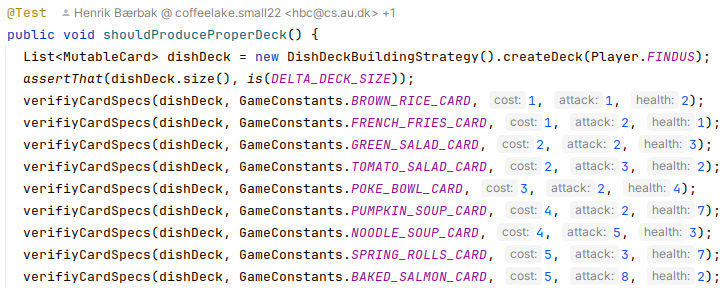 @Test Henrik Bærbak @ coffeelake.small22 <hbc@cs.au.dk> +1
public void shouldProduceProperDeck() {
List<MutableCard> dishDeck = new DishDeckBuildingStrategy().createDeck(Player.FINDUS);
assertThat(dishDeck.size(), is(DELTA_DECK_SIZE));
verifiyCardSpecs(dishDeck, GameConstants.BROWN_RICE_CARD, cost: 1, attack: 1, health: 2);
verifiyCardSpecs(dishDeck, GameConstants.FRENCH_FRIES_CARD, cost: 1, attack: 2, health: 1);
verifiyCardSpecs(dishDeck, GameConstants.GREEN_SALAD_CARD, cost: 2, attack: 2, health: 3);
verifiyCardSpecs(dishDeck, GameConstants.TOMATO_SALAD_CARD, cost: 2, attack: 3, health: 2);
verifiyCardSpecs(dishDeck, GameConstants.POKE_BOWL_CARD, cost: 3, attack: 2, health: 4);
verifiyCardSpecs(dishDeck, GameConstants.PUMPKIN_SOUP_CARD, cost: 4, attack: 2, health: 7);
verifiyCardSpecs(dishDeck, GameConstants.NOODLE_SOUP_CARD, cost: 4, attack: 5, health: 3);
verifiyCardSpecs(dishDeck, GameConstants.SPRING_ROLLS_CARD, cost: 5, attack: 3, health: 7);
verifiyCardSpecs(dishDeck, GameConstants.BAKED_SALMON_CARD, cost: 5, attack: 8, health: 2);